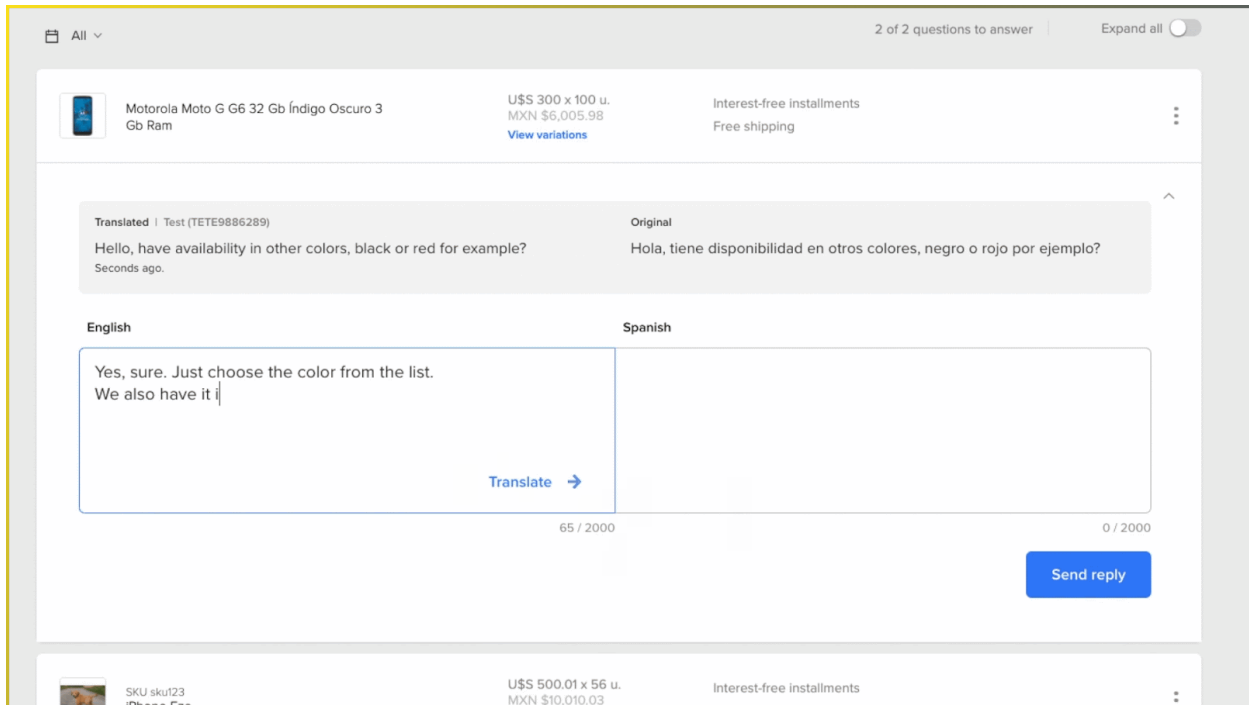 All
2 of 2 questions to answer
Expand all
Motorola Moto G G6 32 Gb Índigo Oscuro 3
Gb Ram
U$S 300 x 100 u.
MXN $6,005.98
View variations
Interest-free installments
Free shipping
Translated | Test (TETE9886289)
Hello, have availability in other colors, black or red for example?
Seconds ago.
Original
Hola, tiene disponibilidad en otros colores, negro o rojo por ejemplo?
English
Spanish
Yes, sure. Just choose the color from the list.
We also have it i
Translate
65 / 2000
0 / 2000
Send reply
SKU sku123
U$S 500.01 x 56 u.
MXN $10,010.03
Interest-free installments